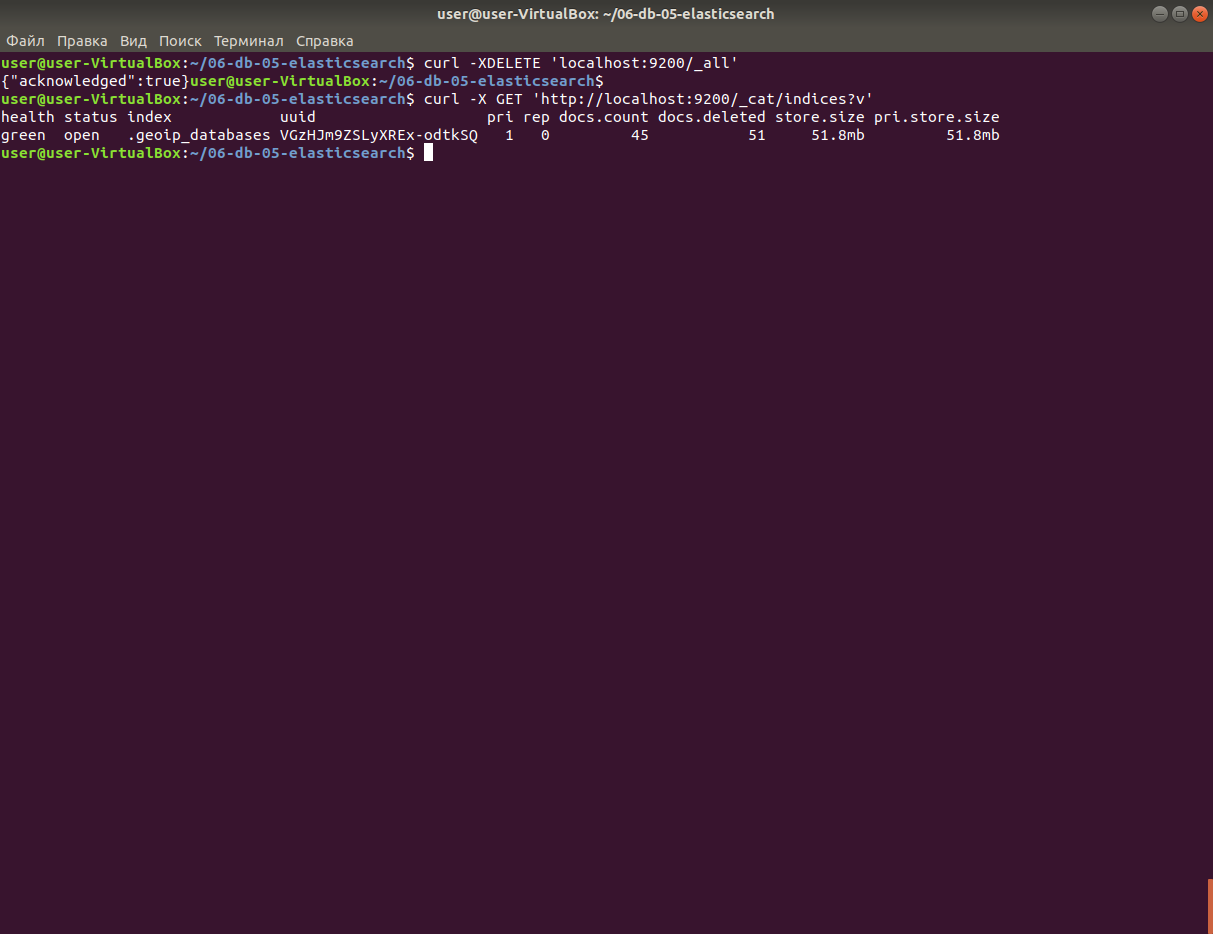 user@user-VirtualBox: ~/06-db-05-elasticsearch
Файл Правка Вид Поиск Терминал Справка
user@user-VirtualBox:~/06-db-05-elasticsearch$ curl -XDELETE 'localhost:9200/_all'
{"acknowledged":true}user@user-VirtualBox:~/06-db-05-elasticsearch$
user@user-VirtualBox:~/06-db-05-elasticsearch$ curl -X GET 'http://localhost:9200/_cat/indices?v'
health status index            uuid                   pri rep docs.count docs.deleted store.size pri.store.size
green  open   .geoip_databases VGzHJm9ZSLyXREx-odtkSQ   1   0         45           51     51.8mb         51.8mb
user@user-VirtualBox:~/06-db-05-elasticsearch$